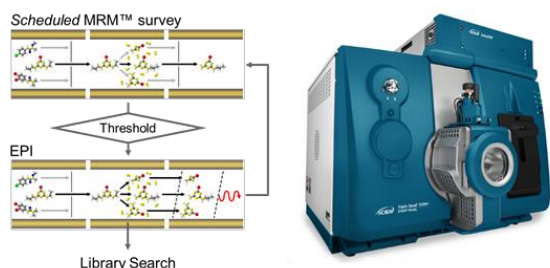 Scheduled MRM™ survey
Threshold
EPI
Library Search
SCIEX